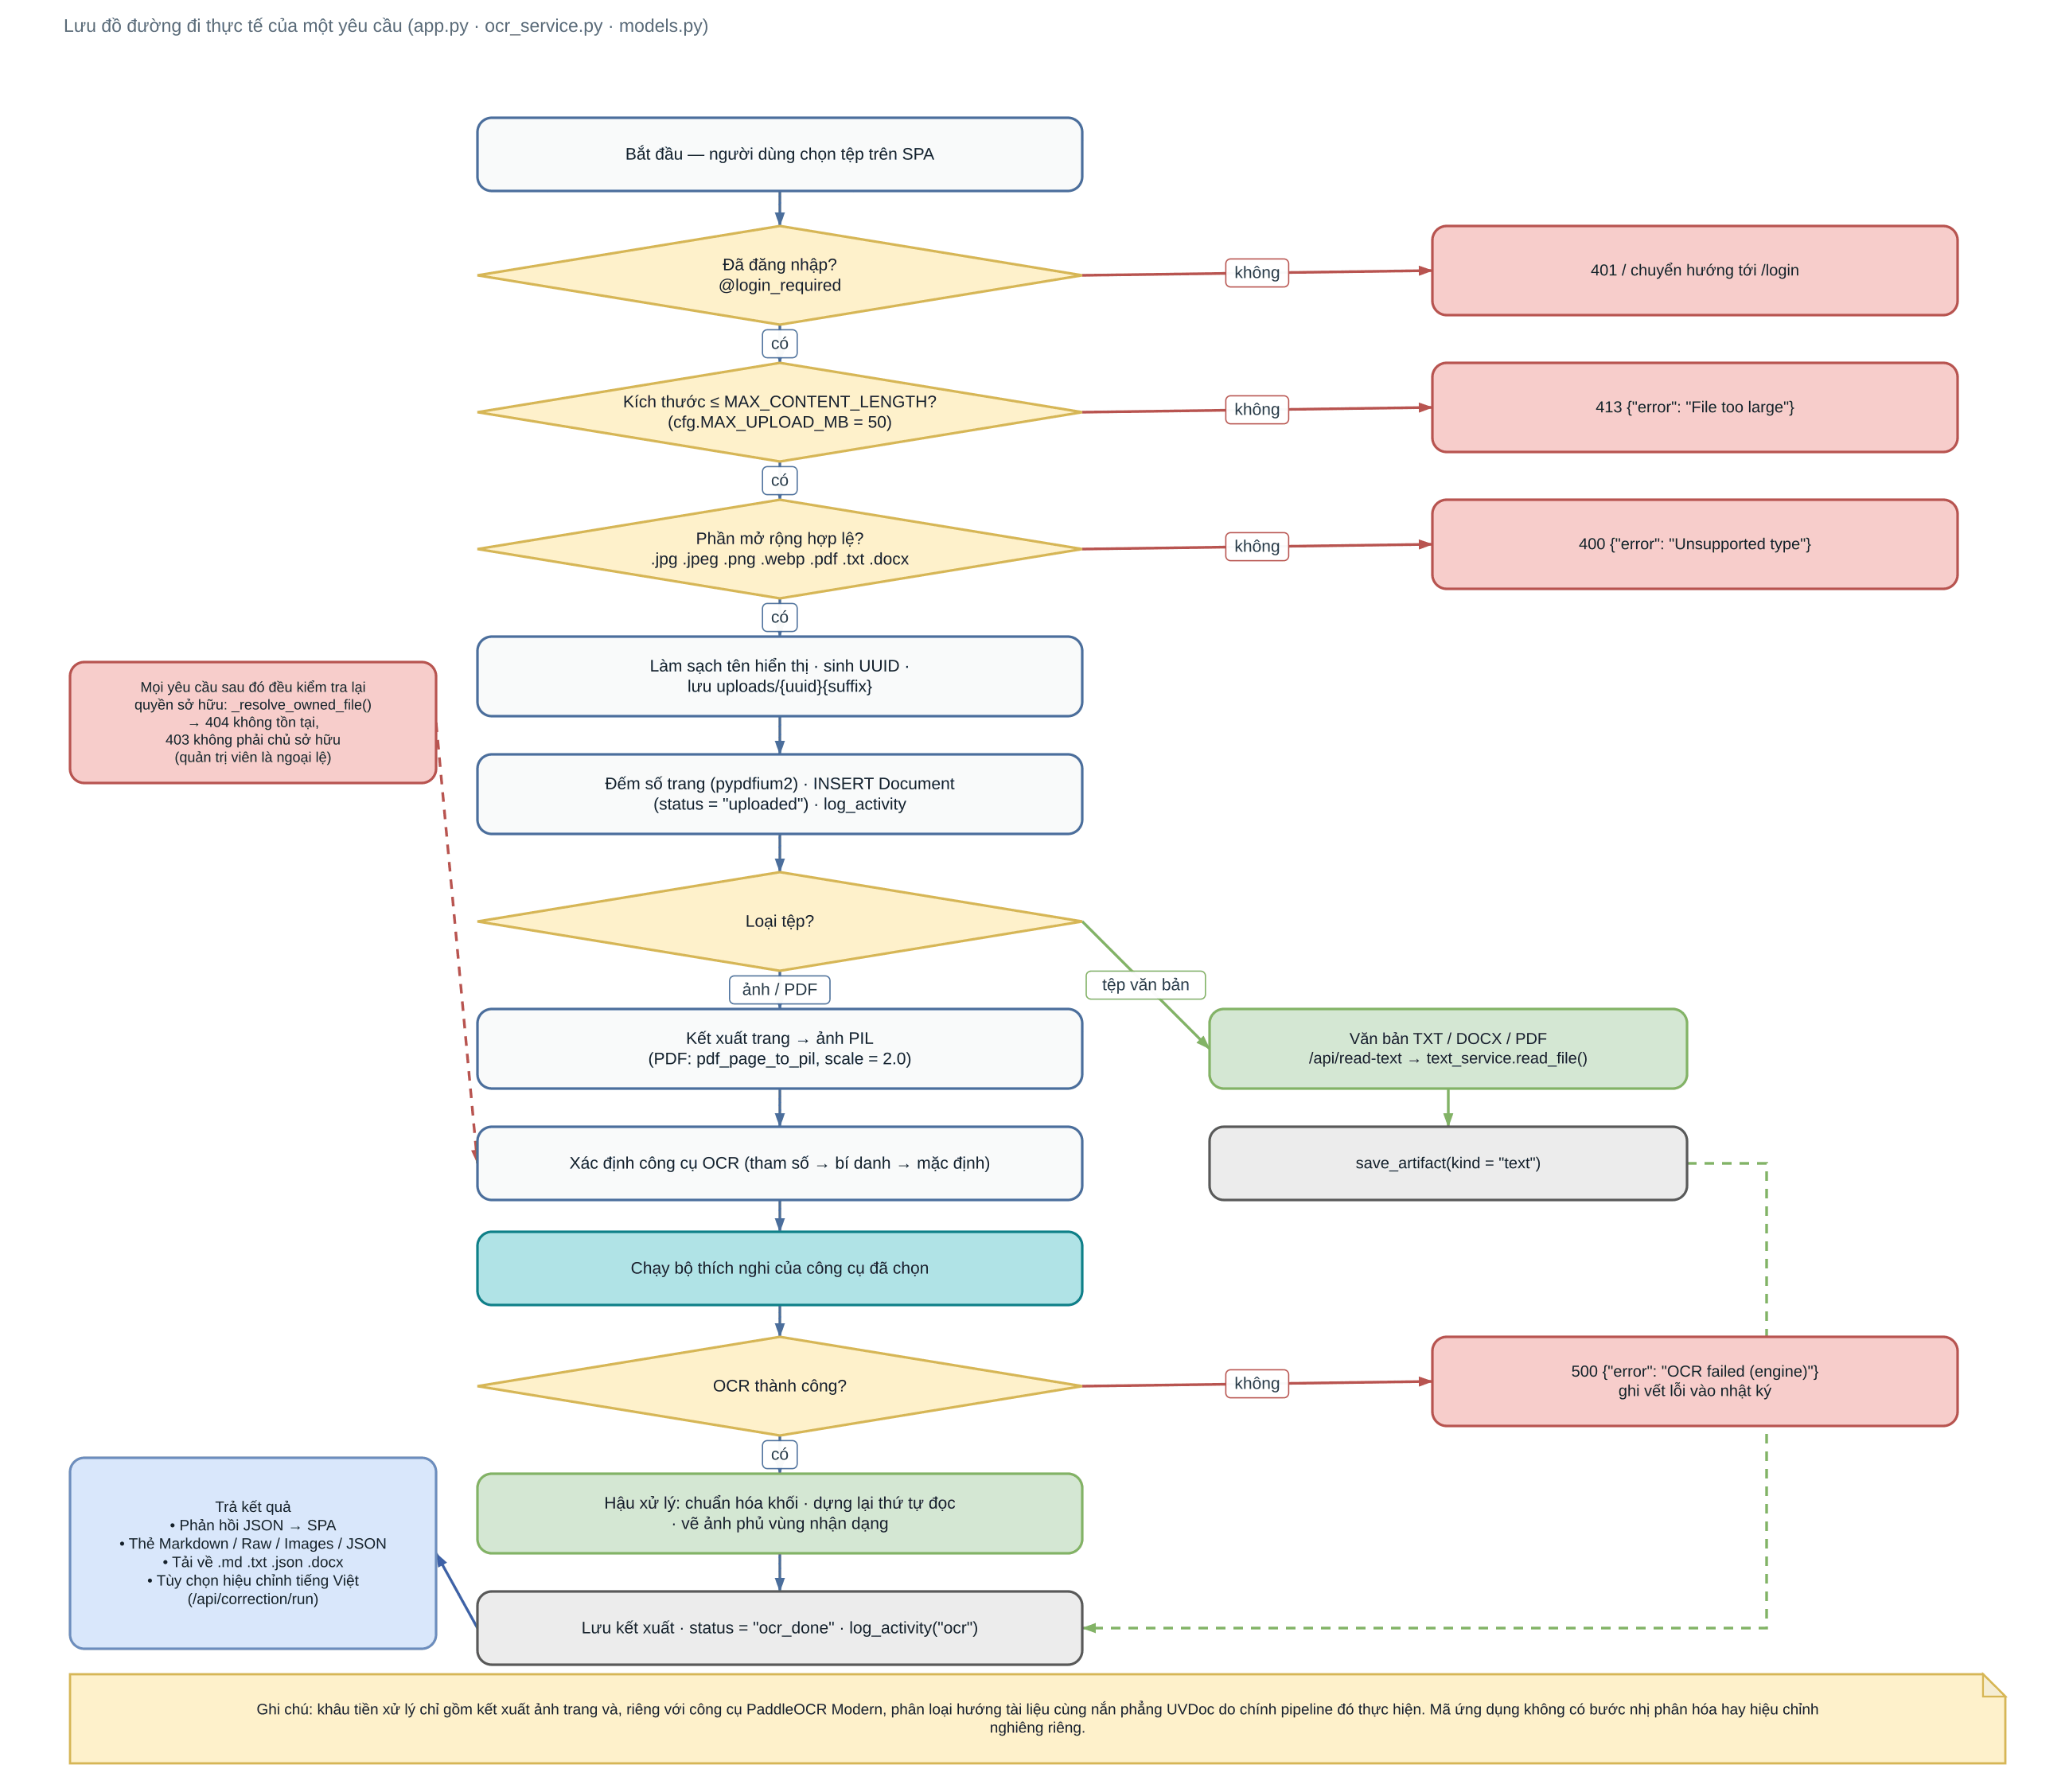 Lưu đồ đường đi thực tế của một yêu cầu (app.py · ocr_service.py · models.py)
Bắt đầu — người dùng chọn tệp trên SPA
Đã đăng nhập?
@login_required
không
401 / chuyển hướng tới /login
có
Kích thước ≤ MAX_CONTENT_LENGTH?
(cfg.MAX_UPLOAD_MB = 50)
không
413 {"error": "File too large"}
có
Phần mở rộng hợp lệ?
.jpg .jpeg .png .webp .pdf .txt .docx
không
400 {"error": "Unsupported type"}
có
Làm sạch tên hiển thị · sinh UUID ·
lưu uploads/{uuid}{suffix}
Mọi yêu cầu sau đó đều kiểm tra lại
quyền sở hữu: _resolve_owned_file()
→ 404 không tồn tại,
403 không phải chủ sở hữu
(quản trị viên là ngoại lệ)
Đếm số trang (pypdfium2) · INSERT Document
(status = "uploaded") · log_activity
Loại tệp?
ảnh / PDF
tệp văn bản
Kết xuất trang → ảnh PIL
(PDF: pdf_page_to_pil, scale = 2.0)
Văn bản TXT / DOCX / PDF
/api/read-text → text_service.read_file()
Xác định công cụ OCR (tham số → bí danh → mặc định)
save_artifact(kind = "text")
Chạy bộ thích nghi của công cụ đã chọn
OCR thành công?
không
500 {"error": "OCR failed (engine)"}
ghi vết lỗi vào nhật ký
có
Hậu xử lý: chuẩn hóa khối · dựng lại thứ tự đọc
· vẽ ảnh phủ vùng nhận dạng
Trả kết quả
• Phản hồi JSON → SPA
• Thẻ Markdown / Raw / Images / JSON
• Tải về .md .txt .json .docx
• Tùy chọn hiệu chỉnh tiếng Việt
(/api/correction/run)
Lưu kết xuất · status = "ocr_done" · log_activity("ocr")
Ghi chú: khâu tiền xử lý chỉ gồm kết xuất ảnh trang và, riêng với công cụ PaddleOCR Modern, phân loại hướng tài liệu cùng nắn phẳng UVDoc do chính pipeline đó thực hiện. Mã ứng dụng không có bước nhị phân hóa hay hiệu chỉnh
nghiêng riêng.